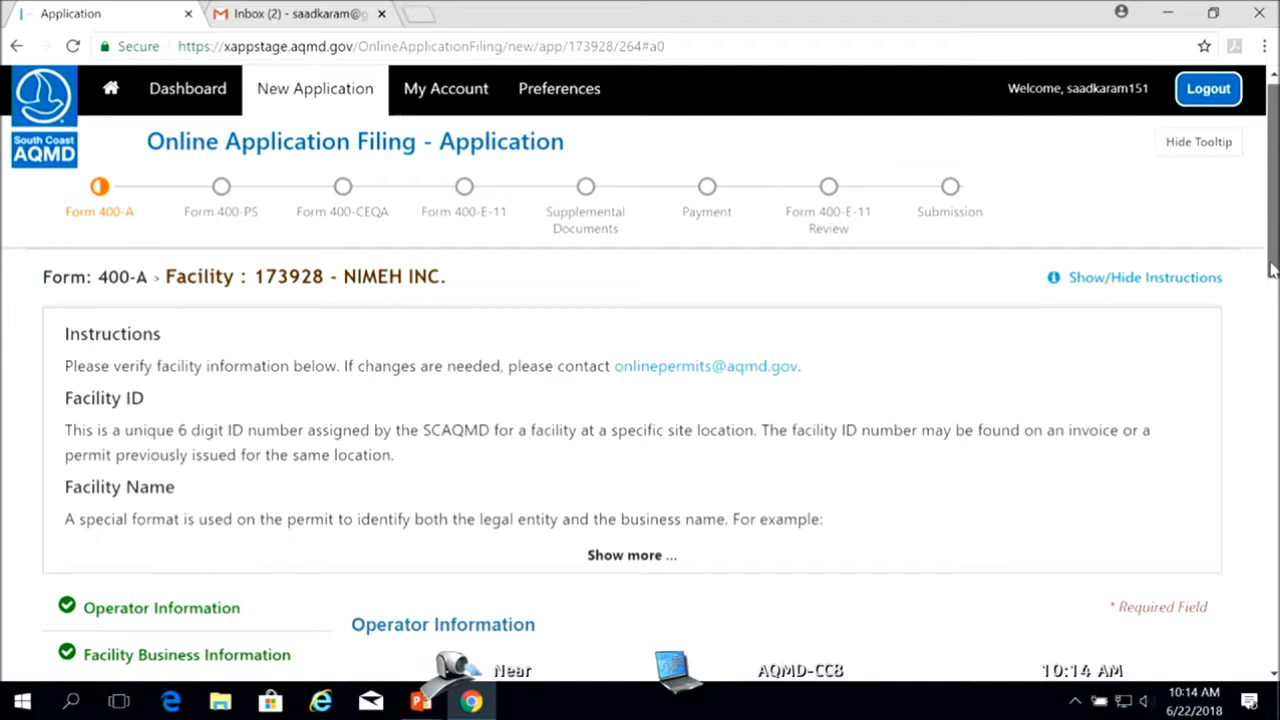 Application
Inbox (2) - saadkaram@g
Secure https://xappstage.aqmd.gov/OnlineApplicationFiling/new/app/173928/264#a0
South Coast
AQMD
Dashboard
New Application
My Account
Preferences
Welcome, saadkaram151
Logout
Online Application Filing - Application
Hide Tooltip
Form 400-A
Form 400-PS
Form 400-CEQA
Form 400-E-11
Supplemental
Documents
Payment
Form 400-E-11
Review
Submission
Form: 400-A > Facility : 173928 - NIMEH INC.
Show/Hide Instructions
Instructions
Please verify facility information below. If changes are needed, please contact onlinepermits@aqmd.gov.
Facility ID
This is a unique 6 digit ID number assigned by the SCAQMD for a facility at a specific site location. The facility ID number may be found on an invoice or a
permit previously issued for the same location.
Facility Name
A special format is used on the permit to identify both the legal entity and the business name. For example:
Show more ...
Operator Information
* Required Field
Operator Information
Facility Business Information
Near
AQMD-CC8
10:14 AM
10:14 AM
6/22/2018